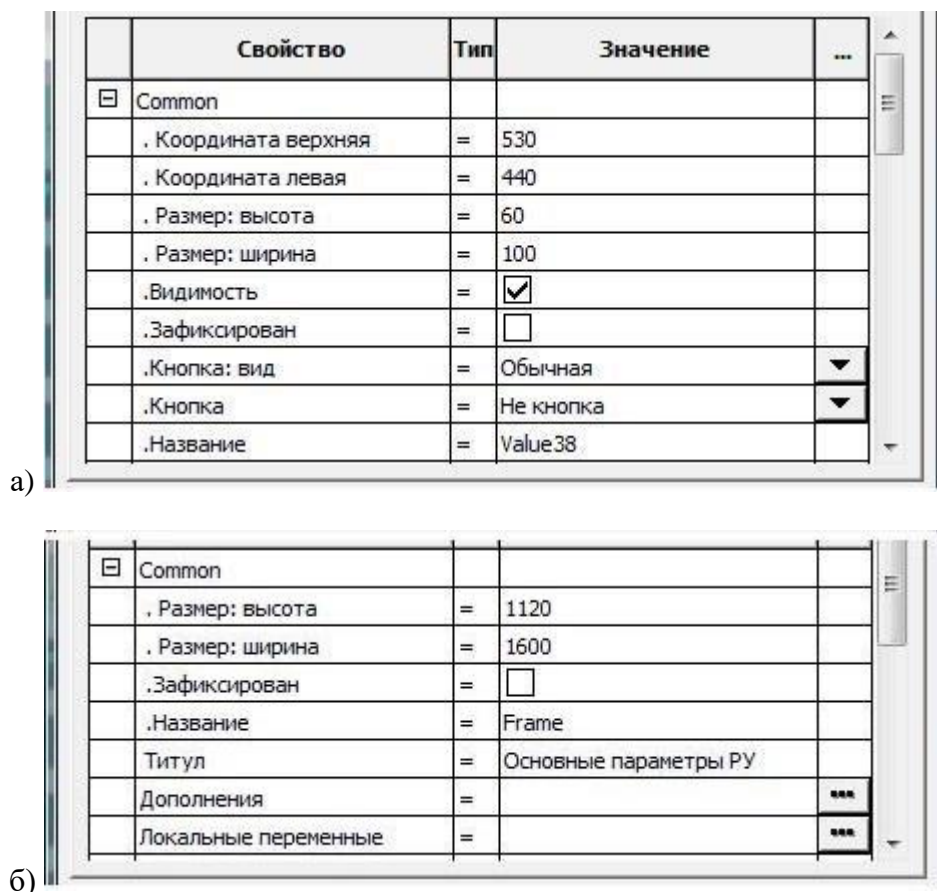 Свойство Тип Значение ...
Common
. Координата верхняя = 530
. Координата левая = 440
. Размер: высота = 60
. Размер: ширина = 100
.Видимость =
.Зафиксирован =
.Кнопка: вид = Обычная
.Кнопка = Не кнопка
.Название = Value38
а)
Common
. Размер: высота = 1120
. Размер: ширина = 1600
.Зафиксирован =
.Название = Frame
Титул = Основные параметры РУ
Дополнения = ...
Локальные переменные = ...
б)